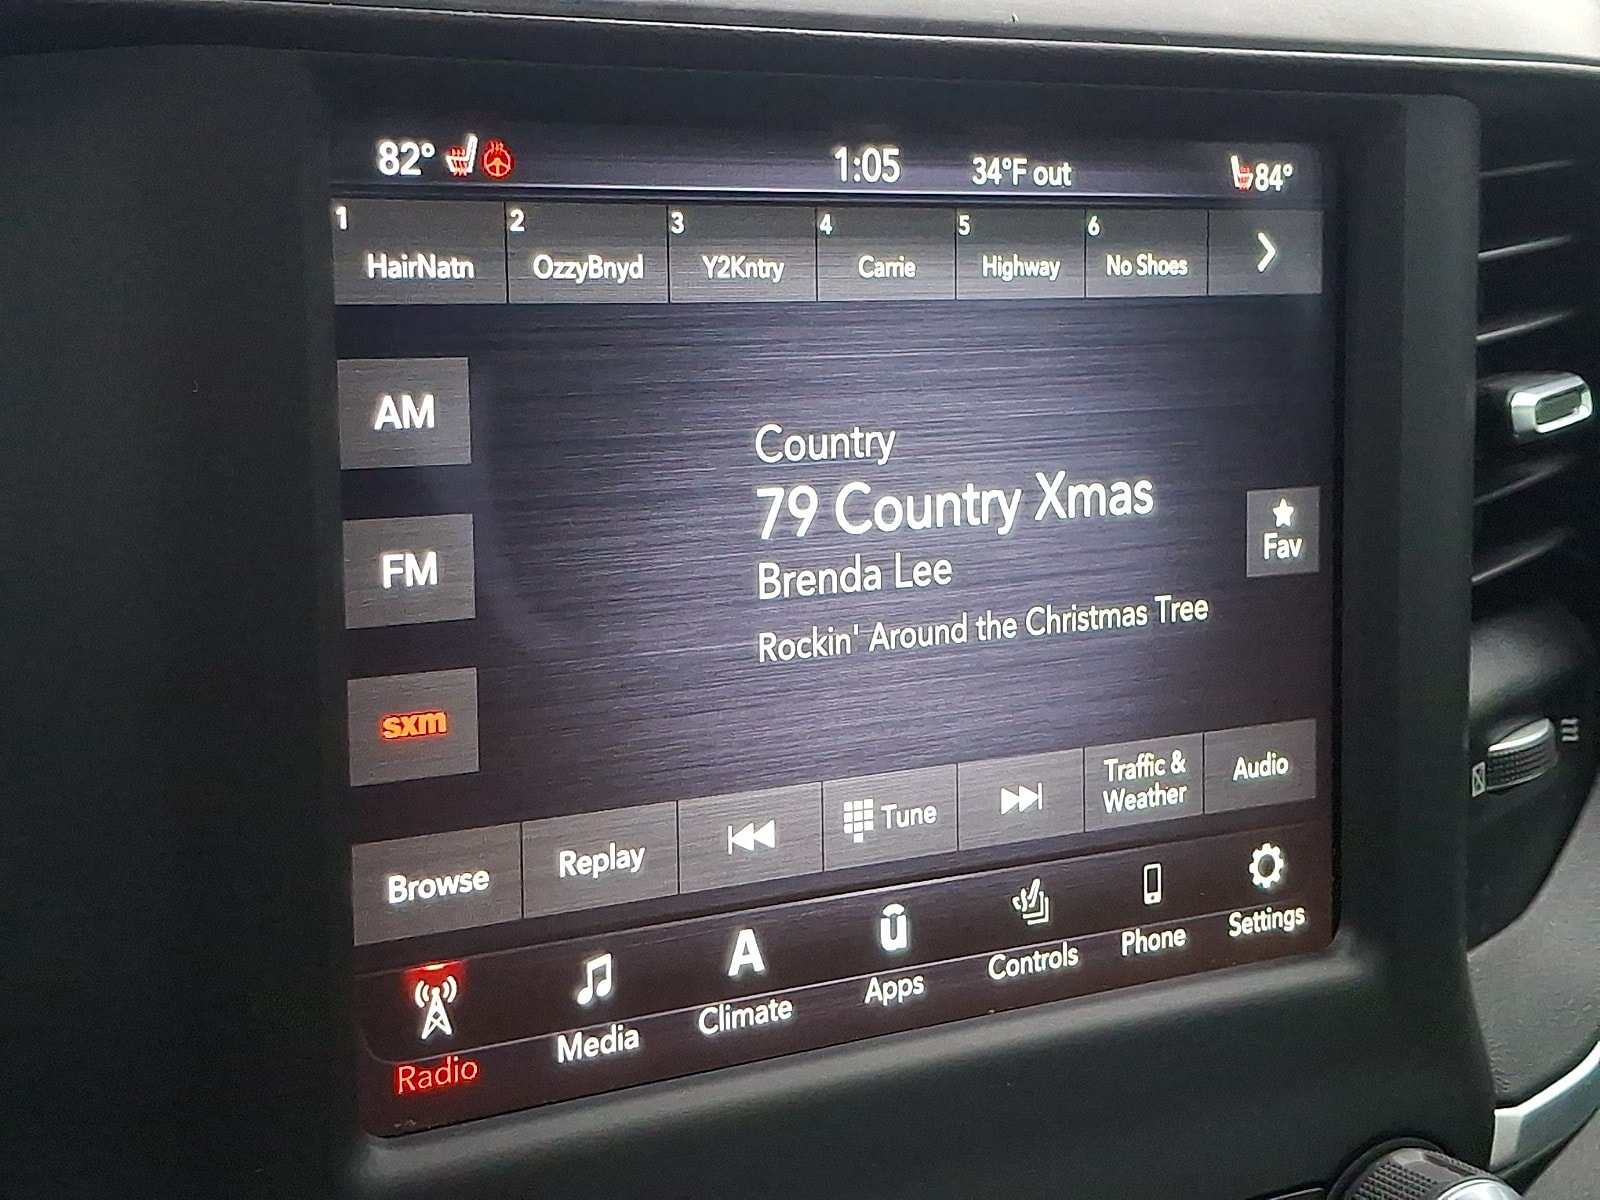 82° 1:05 34°F out 84°
1 2 3 4 5 6
HairNatn OzzyBnyd Y2Kntry Carrie Highway No Shoes
AM
Country
79 Country Xmas
Fav
FM
Brenda Lee
Rockin' Around the Christmas Tree
sxm
Browse Replay Tune Traffic & Audio
Weather
A
Radio Media Climate Apps Controls Phone Settings